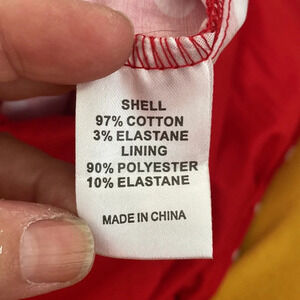 SHELL
97% COTTON
3% ELASTANE
LINING
90% POLYESTER
10% ELASTANE
MADE IN CHINA